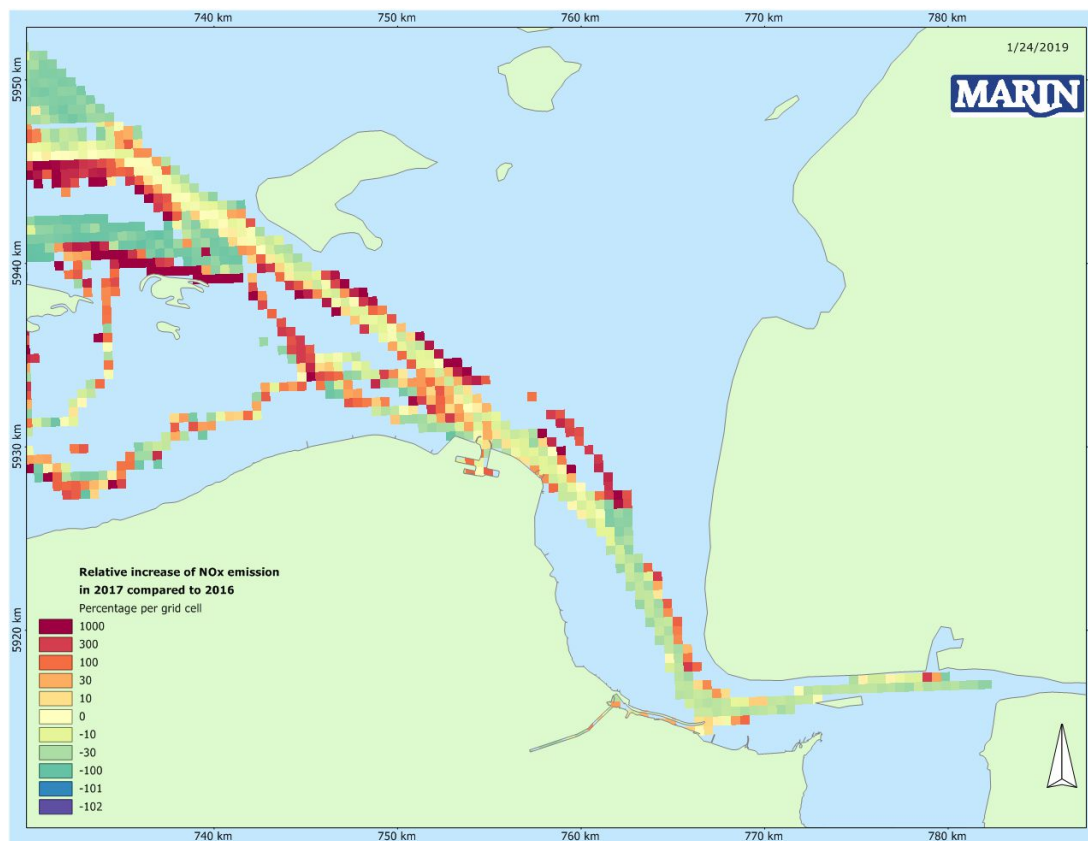 740 km 750 km 760 km 770 km 780 km
1/24/2019
MARIN
5950 km
5940 km
5930 km
5920 km
Relative increase of NOx emission
in 2017 compared to 2016
Percentage per grid cell
1000
300
100
30
10
0
-10
-30
-100
-101
-102
740 km 750 km 760 km 770 km 780 km